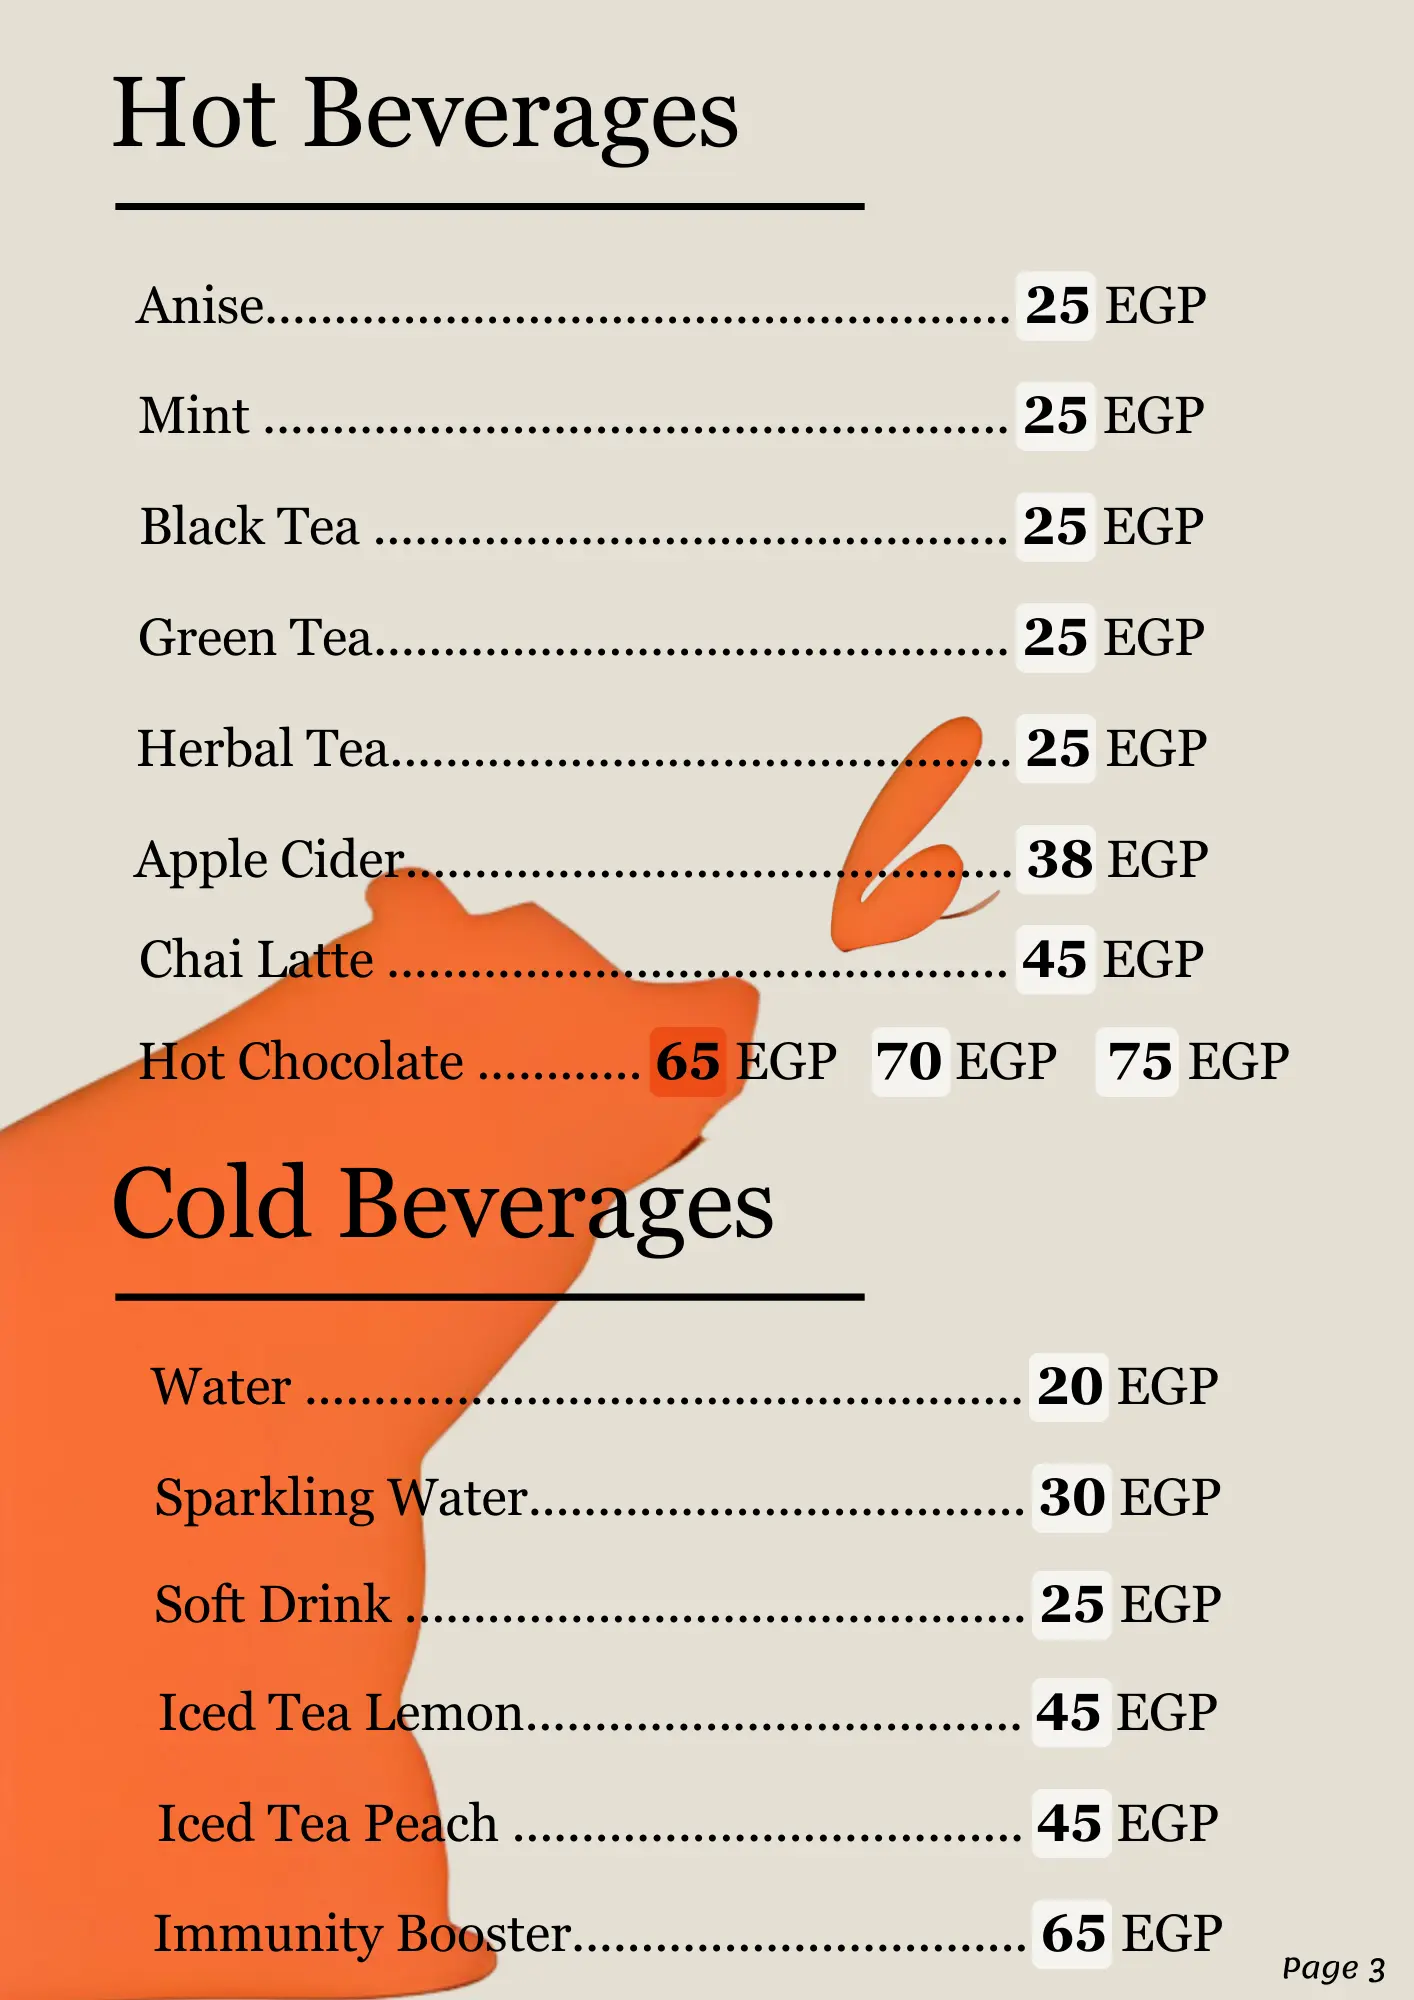 Hot Beverages
Anise...................................................... 25 EGP
Mint ...................................................... 25 EGP
Black Tea .............................................. 25 EGP
Green Tea.............................................. 25 EGP
Herbal Tea............................................. 25 EGP
Apple Cider............................................ 38 EGP
Chai Latte ............................................. 45 EGP
Hot Chocolate ............ 65 EGP 70 EGP 75 EGP
Cold Beverages
Water .................................................... 20 EGP
Sparkling Water.................................... 30 EGP
Soft Drink ............................................. 25 EGP
Iced Tea Lemon.................................... 45 EGP
Iced Tea Peach ..................................... 45 EGP
Immunity Booster................................. 65 EGP
Page 3